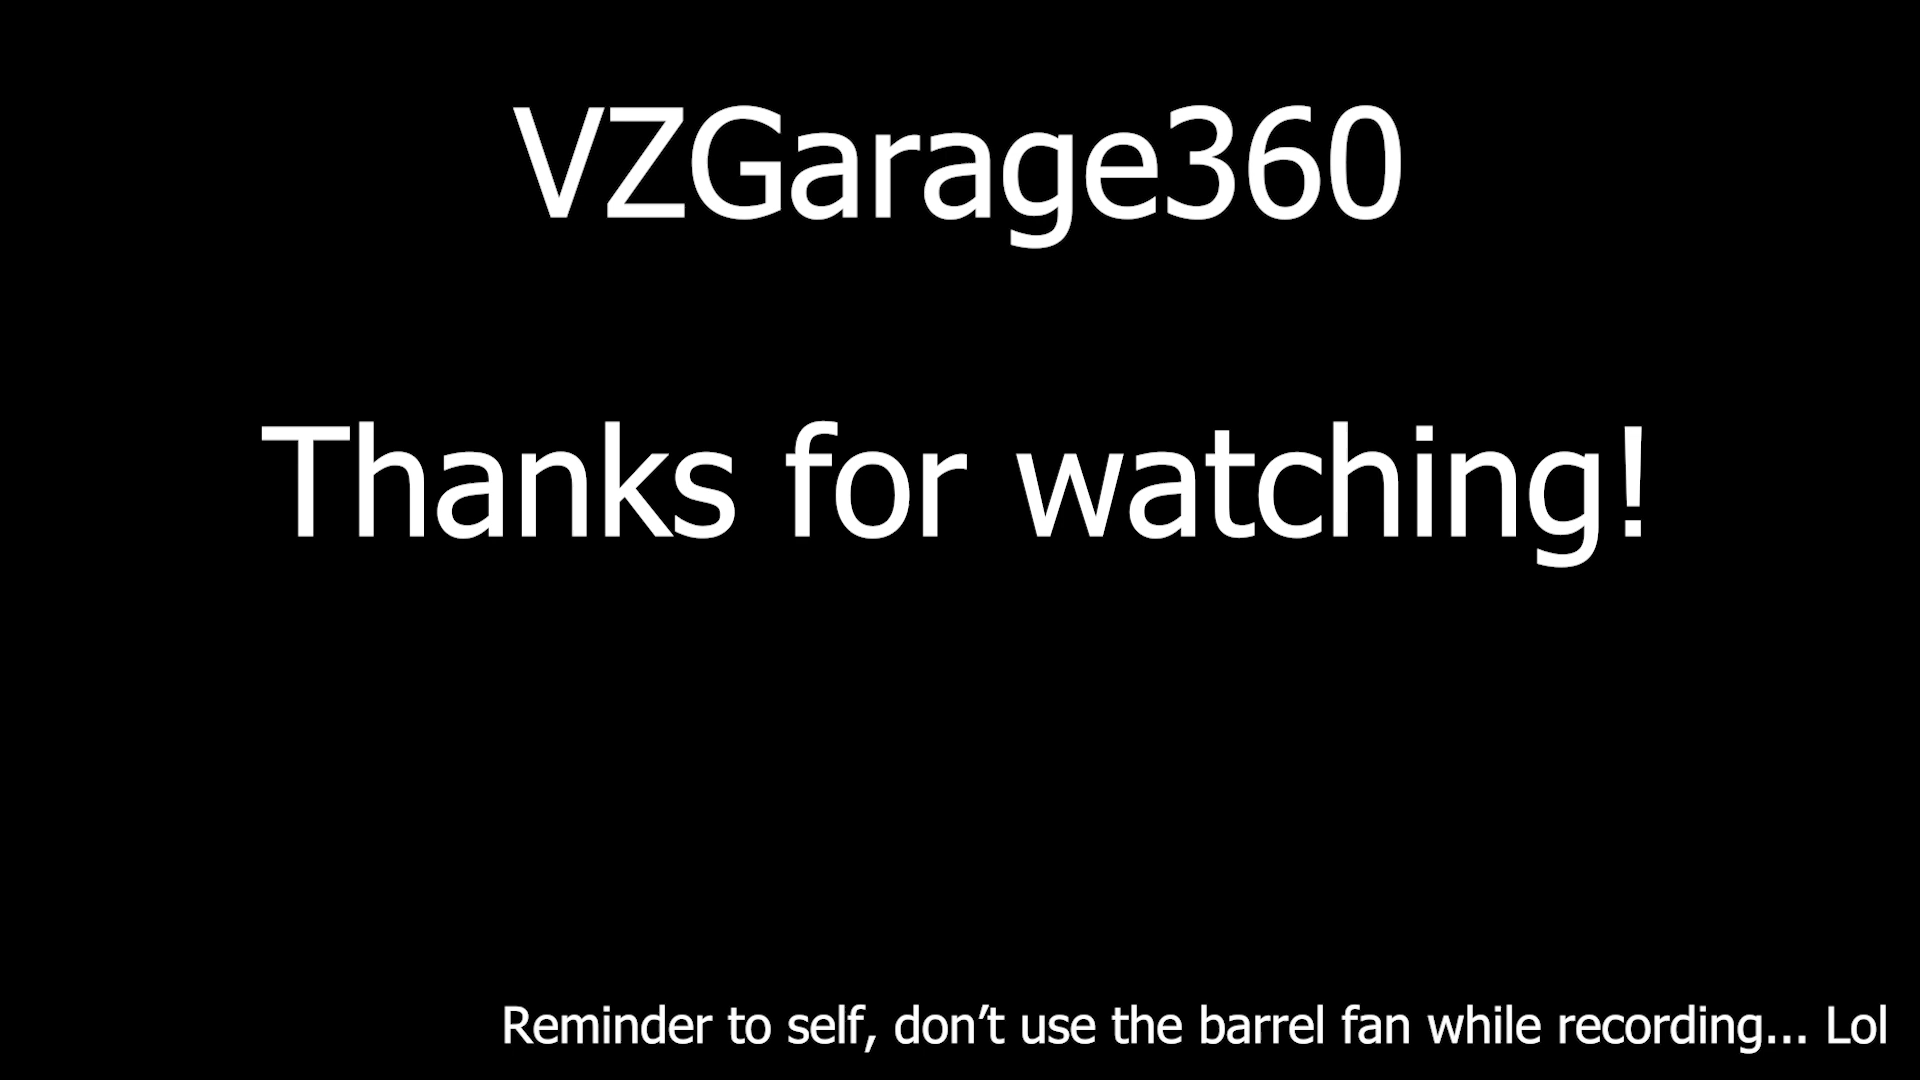 VZGarage360
Thanks for watching!
Reminder to self, don’t use the barrel fan while recording... Lol